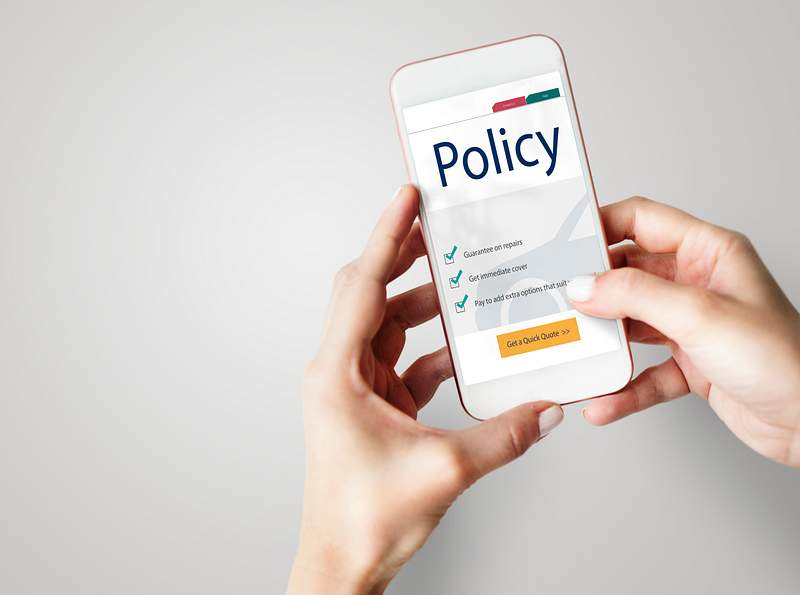 Policy
Guarantee on repairs
Get immediate cover
Pay to add extra options that suit
Get a Quick Quote >>